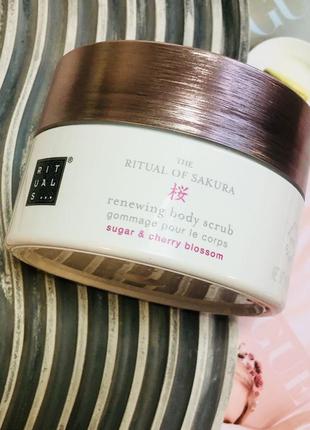 THE
RITUAL OF SAKURA
桜
renewing body scrub
gommage pour le corps
sugar & cherry blossom
RIT
UAL
S...
®